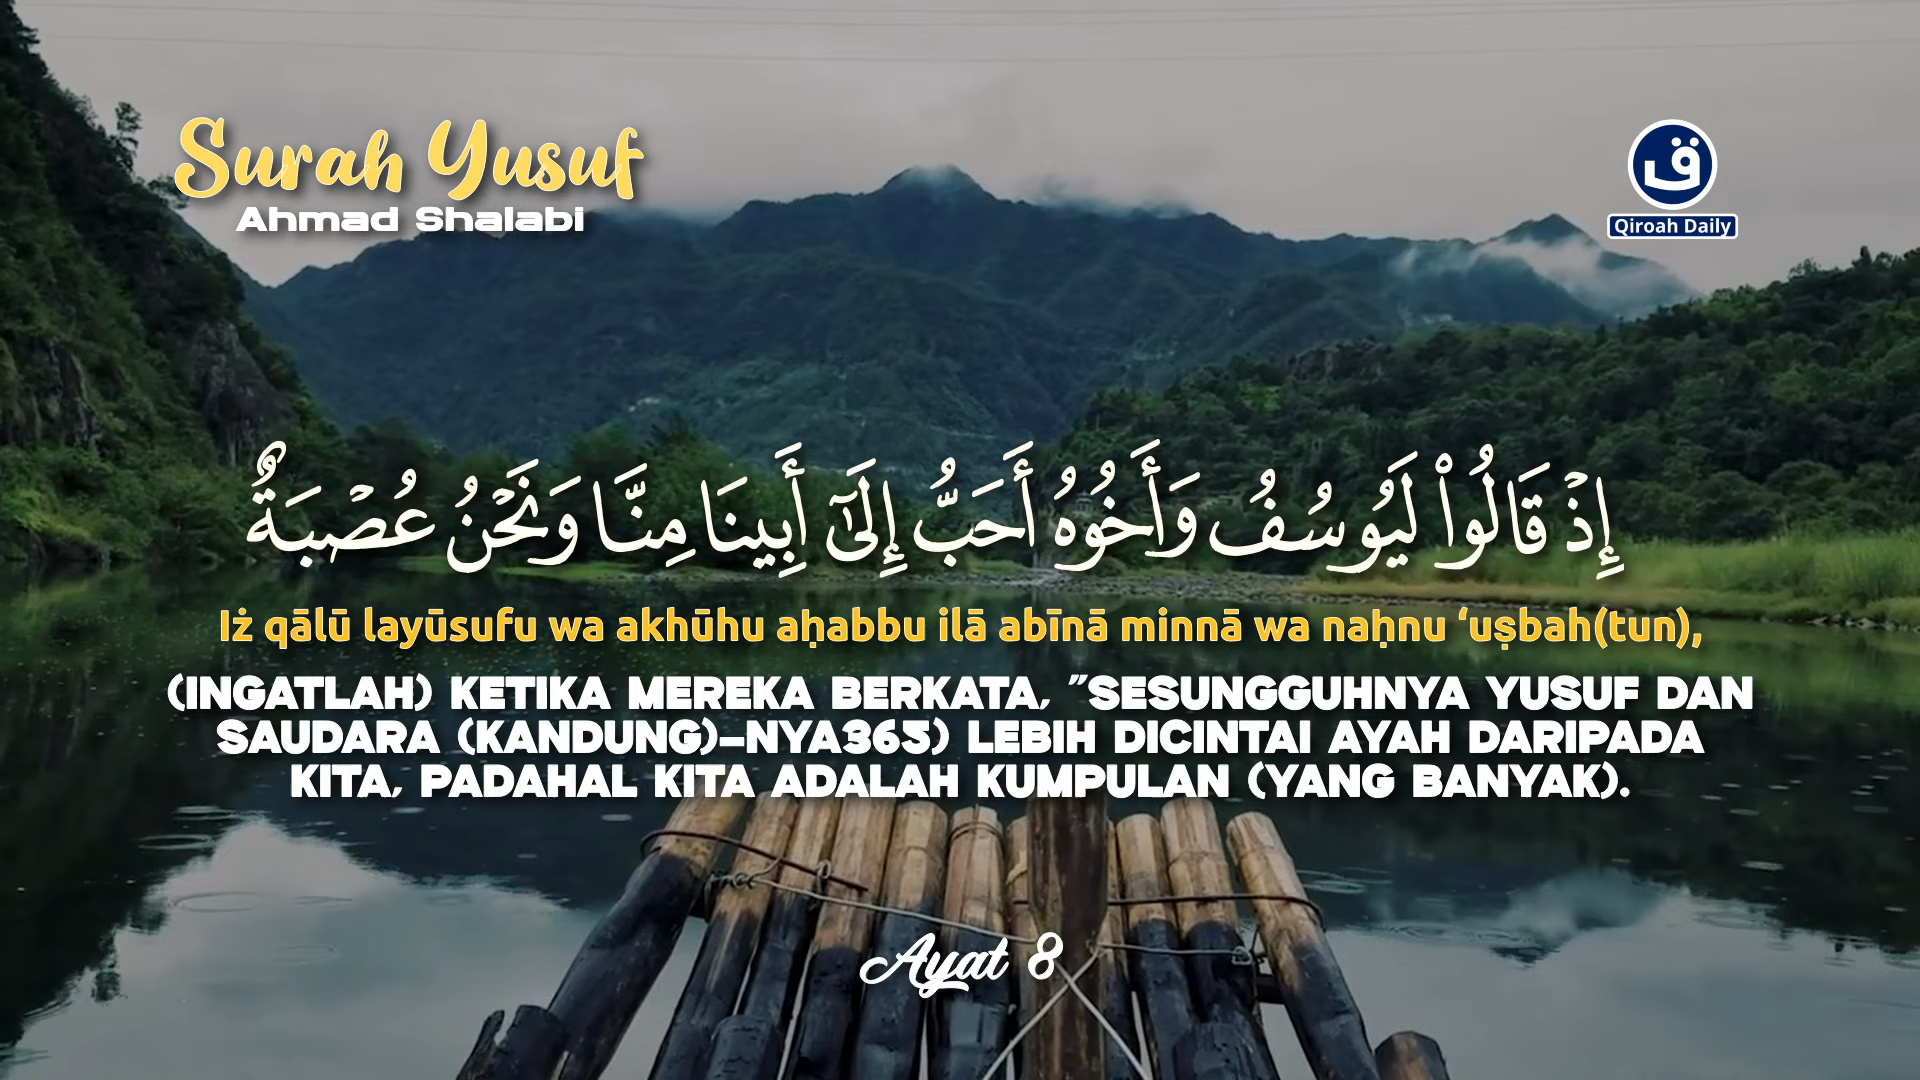 Surah Yusuf
Ahmad Shalabi
ق
Qiroah Daily
إِذْ قَالُوا۟ لَيُوسُفُ وَأَخُوهُ أَحَبُّ إِلَىٰٓ أَبِينَا مِنَّا وَنَحْنُ عُصْبَةٌ
Iż qālū layūsufu wa akhūhu aḥabbu ilā abīnā minnā wa naḥnu ‘uṣbah(tun),
(INGATLAH) KETIKA MEREKA BERKATA, "SESUNGGUHNYA YUSUF DAN
SAUDARA (KANDUNG)-NYA365) LEBIH DICINTAI AYAH DARIPADA
KITA, PADAHAL KITA ADALAH KUMPULAN (YANG BANYAK).
Ayat 8